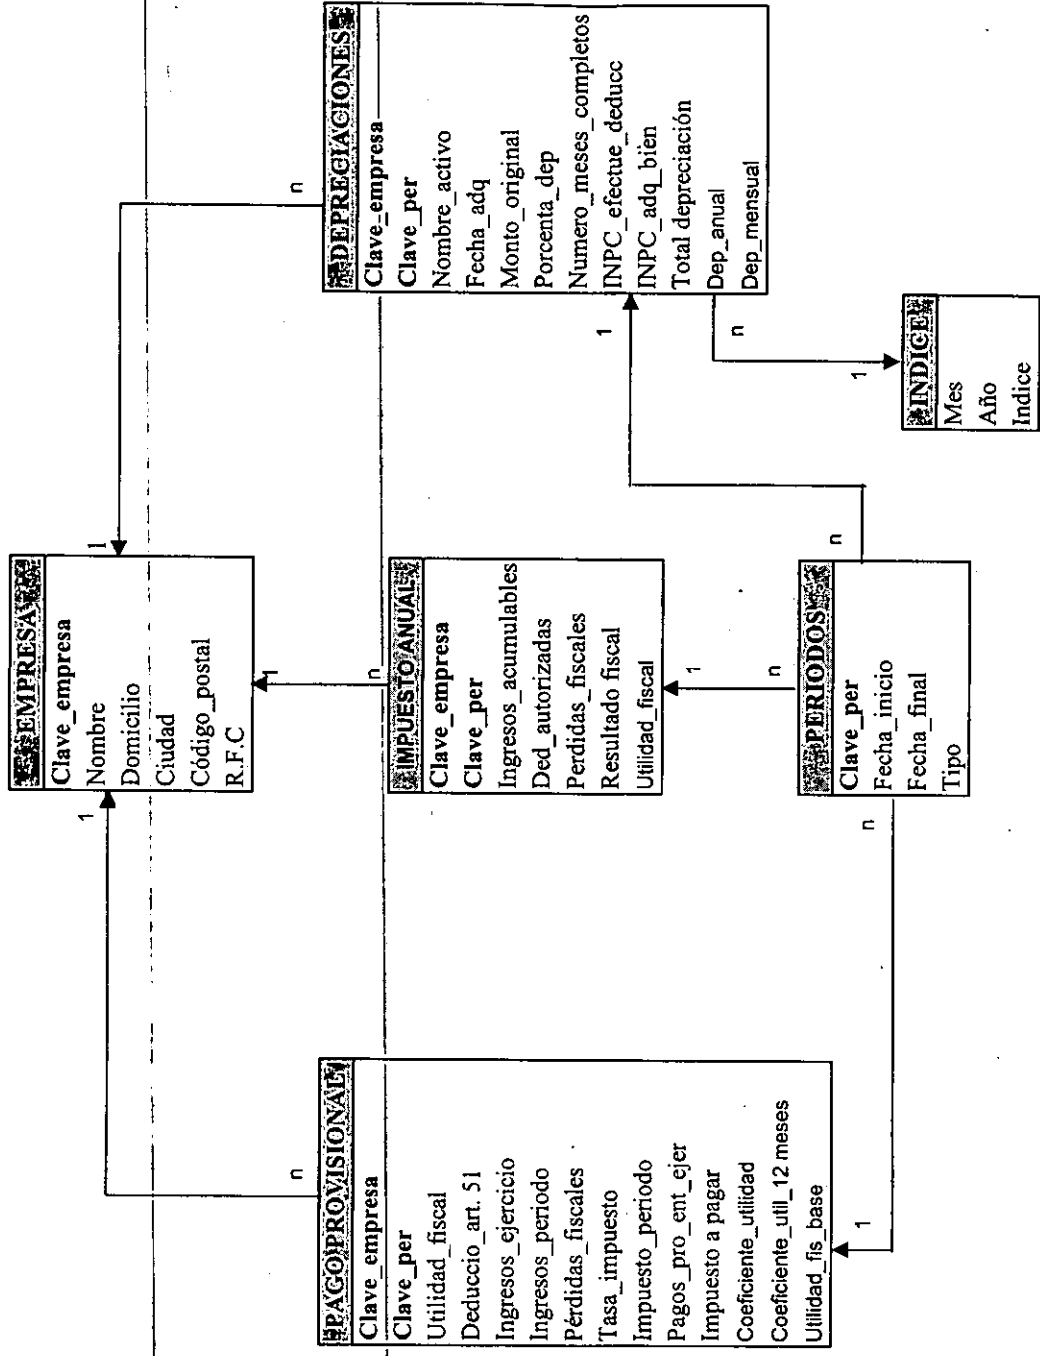 EMPRESA
Clave_empresa
Nombre
Domicilio
Ciudad
Código_postal
R.F.C
1
1
1
n
n
n
PAGOPROVISIONAL
Clave_empresa
Clave_per
Utilidad_fiscal
Deduccio_art. 51
Ingresos_ejercicio
Ingresos_periodo
Pérdidas_fiscales
Tasa_impuesto
Impuesto_periodo
Pagos_pro_ent_ejer
Impuesto a pagar
Coeficiente_utilidad
Coeficiente_util_12 meses
Utilidad_fis_base
IMPUESTO ANUAL
Clave_empresa
Clave_per
Ingresos_acumulables
Ded_autorizadas
Perdidas_fiscales
Resultado fiscal
Utilidad_fiscal
DEPRECIACIONES
Clave_empresa
Clave_per
Nombre_activo
Fecha_adq
Monto_original
Porcenta_dep
Numero_meses_completos
INPC_efectue_deducc
INPC_adq_bien
Total depreciación
Dep_anual
Dep_mensual
1
1
1
n
n
n
PERIODOS
Clave_per
Fecha_inicio
Fecha_final
Tipo
n
1
INDICE
Mes
Año
Indice